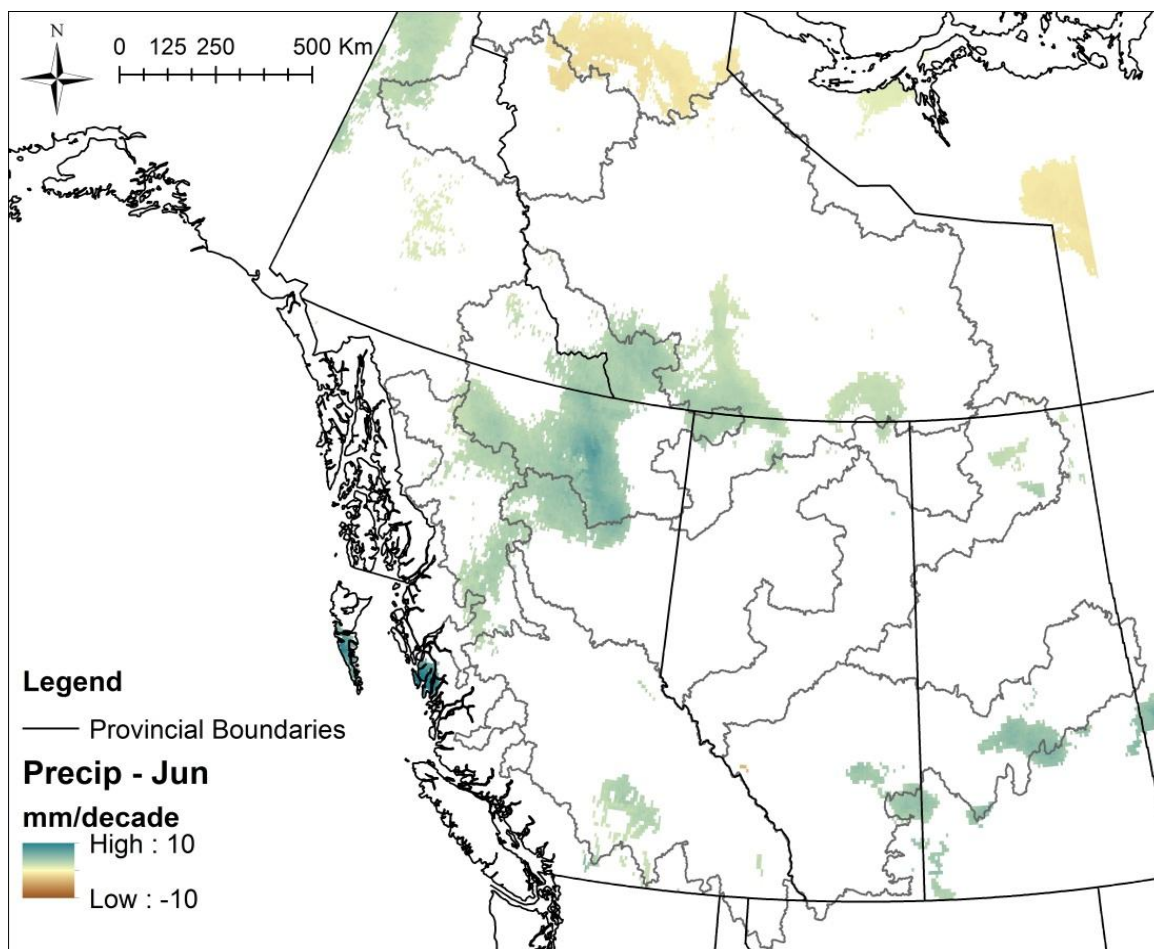 N
0 125 250 500 Km
Legend
Provincial Boundaries
Precip - Jun
mm/decade
High : 10
Low : -10